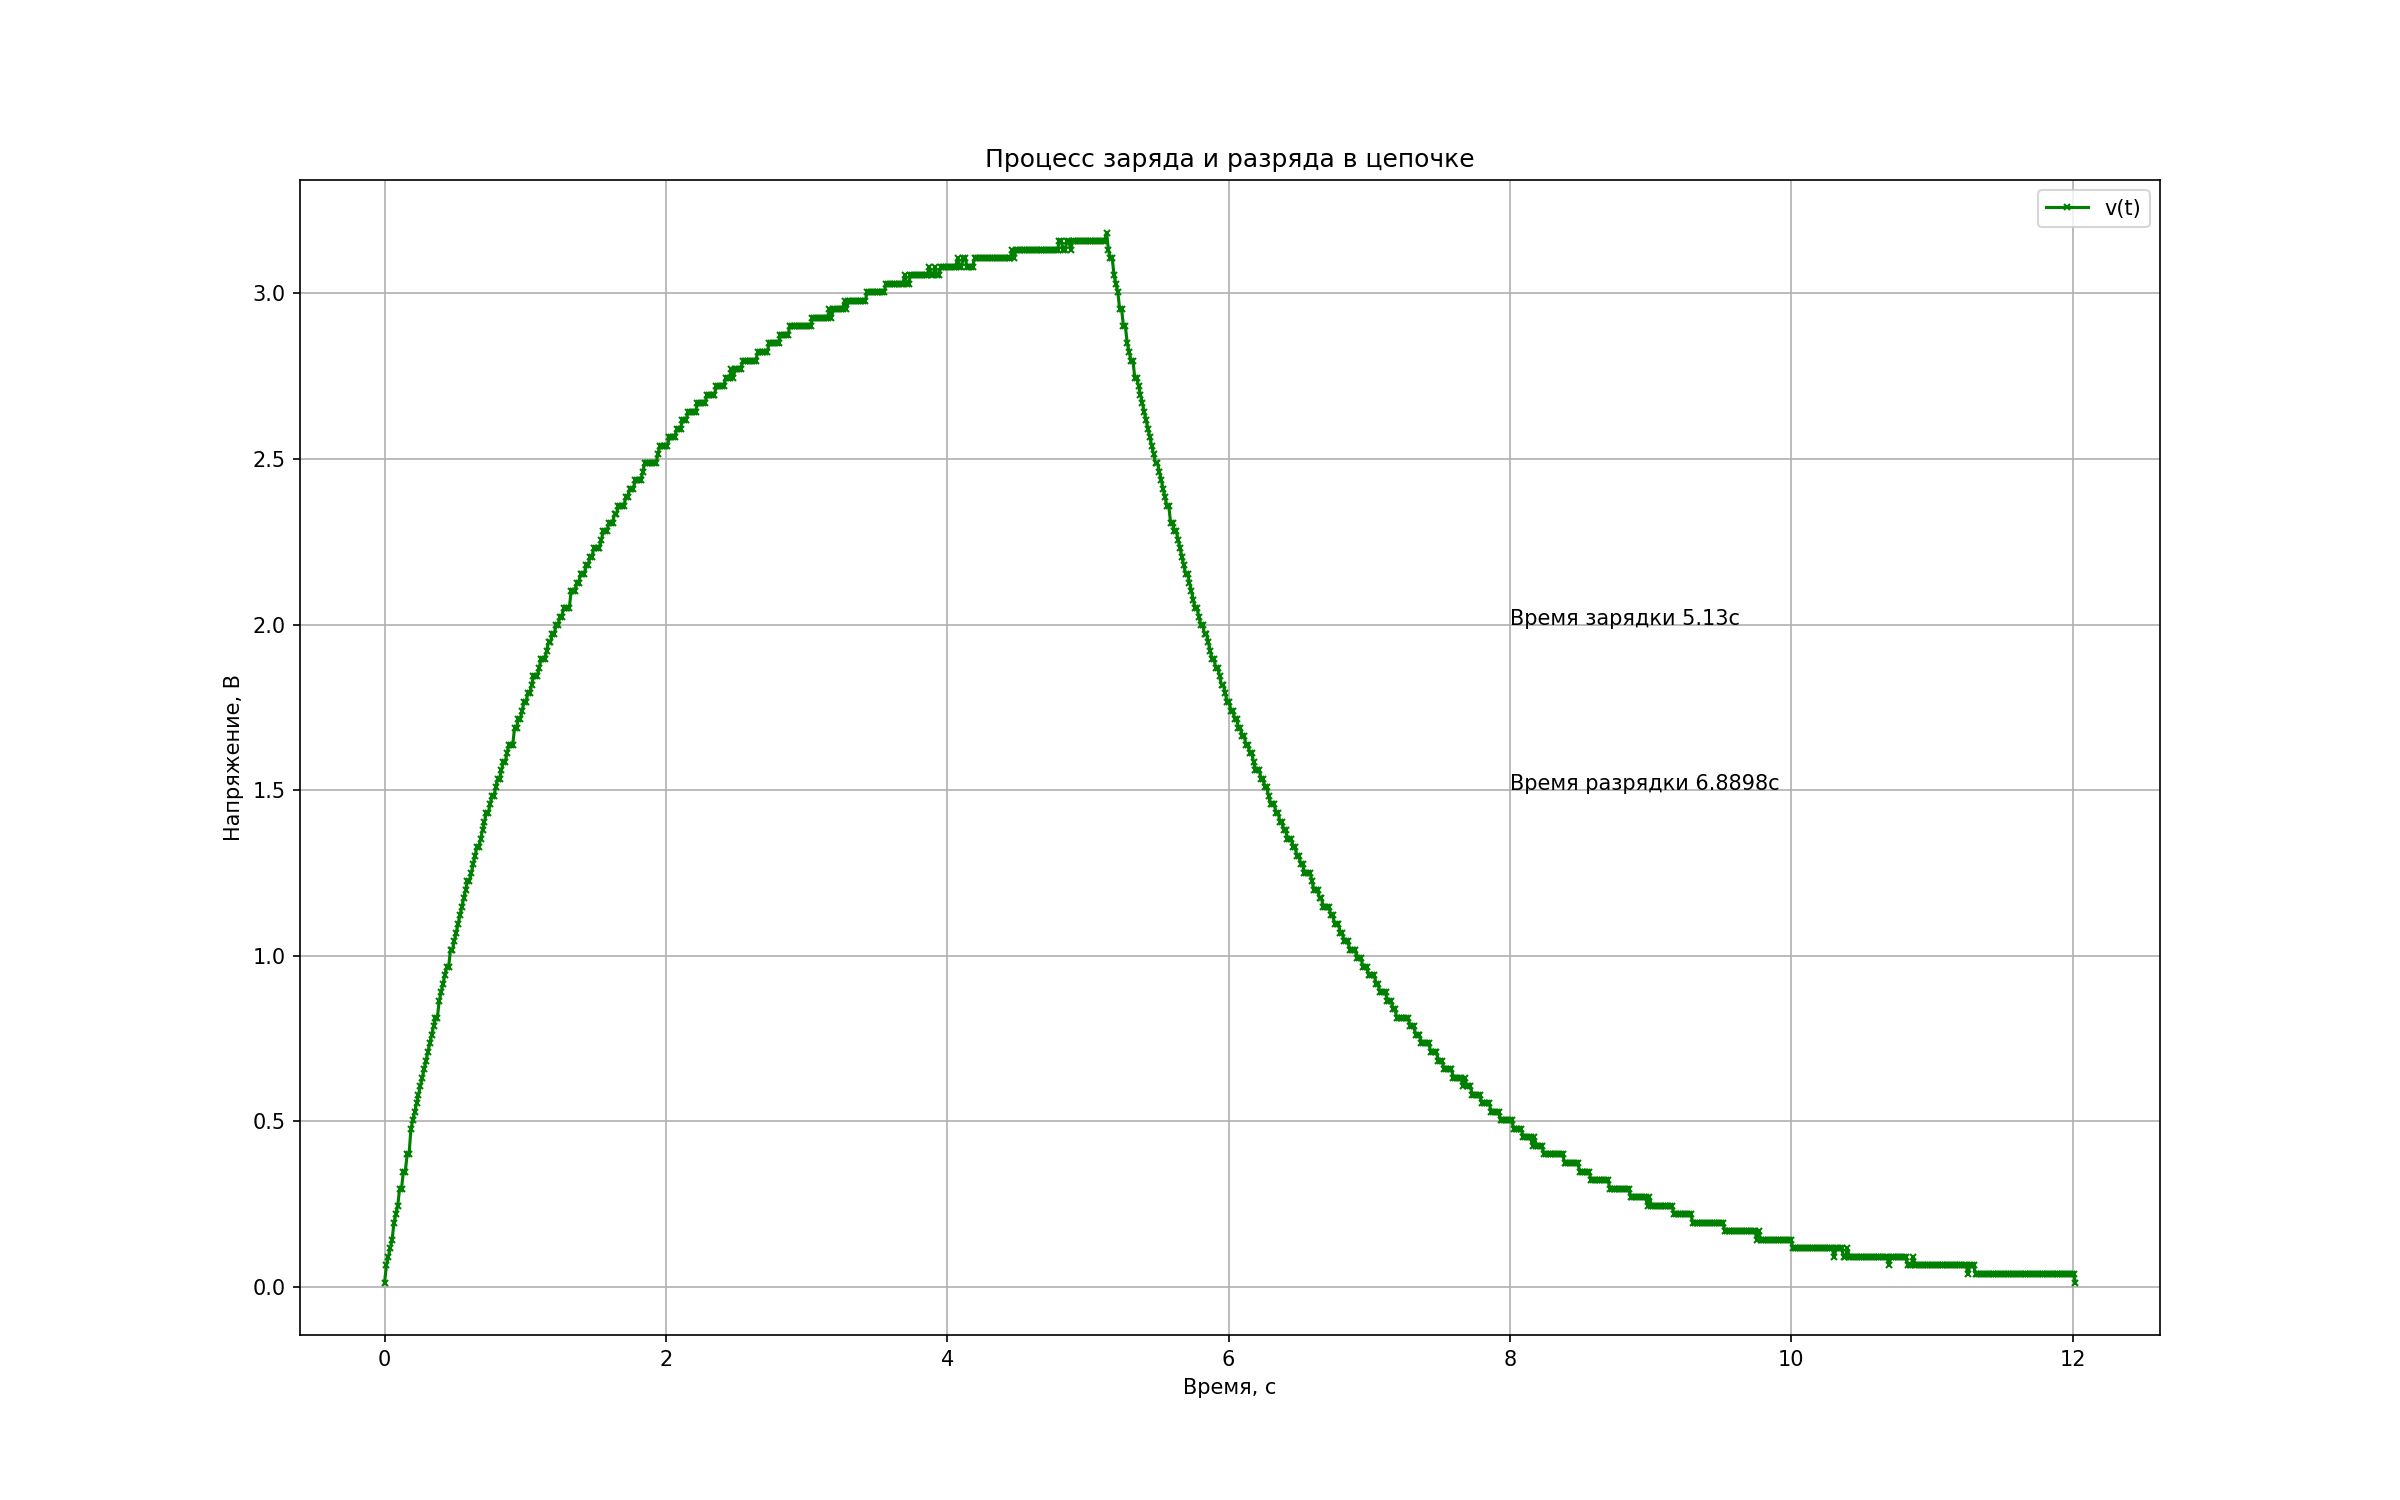 Процесс заряда и разряда в цепочке
v(t)
Напряжение, В
3.0
2.5
2.0
1.5
1.0
0.5
0.0
Время зарядки 5.13с
Время разрядки 6.8898с
0 2 4 6 8 10 12
Время, с